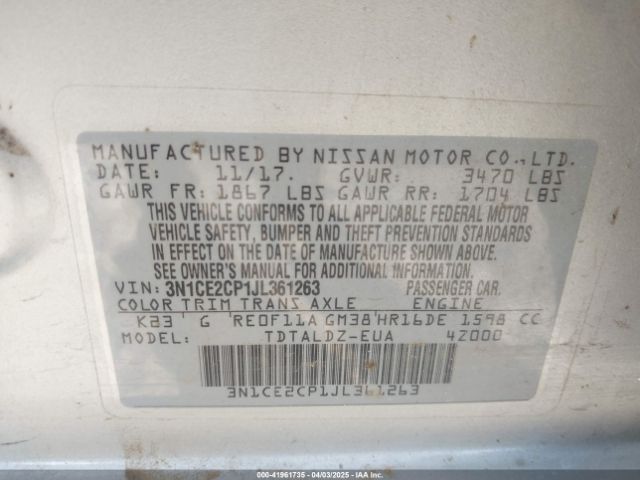 MANUFACTURED BY NISSAN MOTOR CO., LTD.
DATE: 11/17. GVWR: 3470 LBS
GAWR FR: 1867 LBS GAWR RR: 1704 LBS
THIS VEHICLE CONFORMS TO ALL APPLICABLE FEDERAL MOTOR
VEHICLE SAFETY, BUMPER AND THEFT PREVENTION STANDARDS
IN EFFECT ON THE DATE OF MANUFACTURE SHOWN ABOVE.
SEE OWNER'S MANUAL FOR ADDITIONAL INFORMATION.
VIN: 3N1CE2CP1JL361263 PASSENGER CAR.
COLOR TRIM TRANS AXLE ENGINE
K23 G RE0F11A GM38 HR16DE 1598 CC
MODEL: TDTALDZ-EUA 42000
3N1CE2CP1JL361263
000-41961735 - 04/03/2025 - IAA Inc.